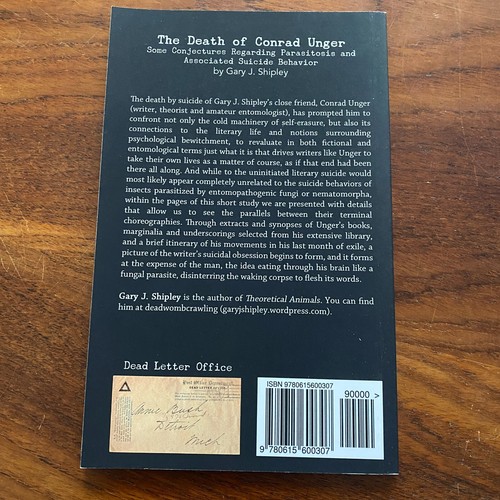 The Death of Conrad Unger
Some Conjectures Regarding Parasitosis and
Associated Suicide Behavior
by Gary J. Shipley
The death by suicide of Gary J. Shipley's close friend, Conrad Unger
(writer, theorist and amateur entomologist), has prompted him to
confront not only the cold machinery of self-erasure, but also its
connections to the literary life and notions surrounding
psychological bewitchment, to revaluate in both fictional and
entomological terms just what it is that drives writers like Unger to
take their own lives as a matter of course, as if that end had been
there all along. And while to the uninitiated literary suicide would
most likely appear completely unrelated to the suicide behaviors of
insects parasitized by entomopathogenic fungi or nematomorpha,
within the pages of this short study we are presented with details
that allow us to see the parallels between their terminal
choreographies. Through extracts and synopses of Unger's books,
marginalia and underscorings selected from his extensive library,
and a brief itinerary of his movements in his last month of exile, a
picture of the writer's suicidal obsession begins to form, and it forms
at the expense of the man, the idea eating through his brain like a
fungal parasite, disinterring the waking corpse to flesh its words.
Gary J. Shipley is the author of Theoretical Animals. You can find
him at deadwombcrawling (garyjshipley.wordpress.com).
Dead Letter Office
DEAD LETTER OFFICE
Annie Bush
Detroit
Mich
ISBN 9780615600307
90000 >
9 780615 600307